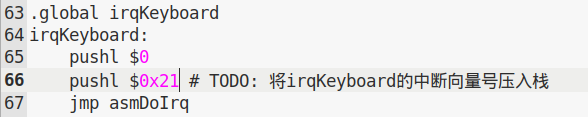 63 .global irqKeyboard
64 irqKeyboard:
65     pushl $0
66     pushl $0x21 # TODO: 将irqKeyboard的中断向量号压入栈
67     jmp asmDoIrq